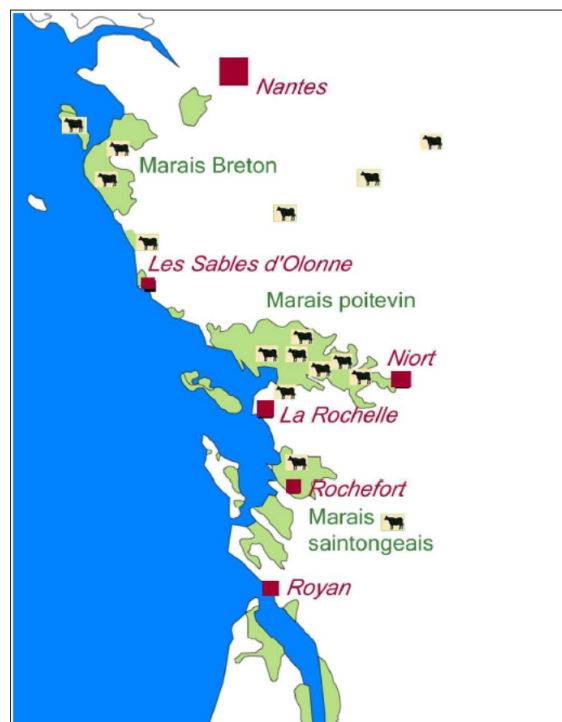 Nantes
Marais Breton
Les Sables d'Olonne
Marais poitevin
Niort
La Rochelle
Rochefort
Marais
saintongeais
Royan